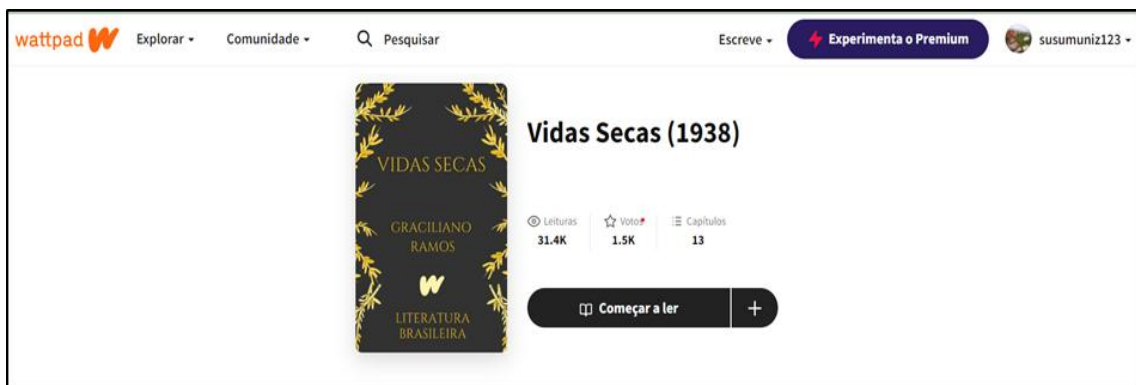 wattpad Explorar Comunidade Pesquisar Escreve Experimenta o Premium susumuniz123
VIDAS SECAS
GRACILIANO
RAMOS
LITERATURA
BRASILEIRA
Vidas Secas (1938)
Leituras Votos Capítulos
31.4K 1.5K 13
Começar a ler +